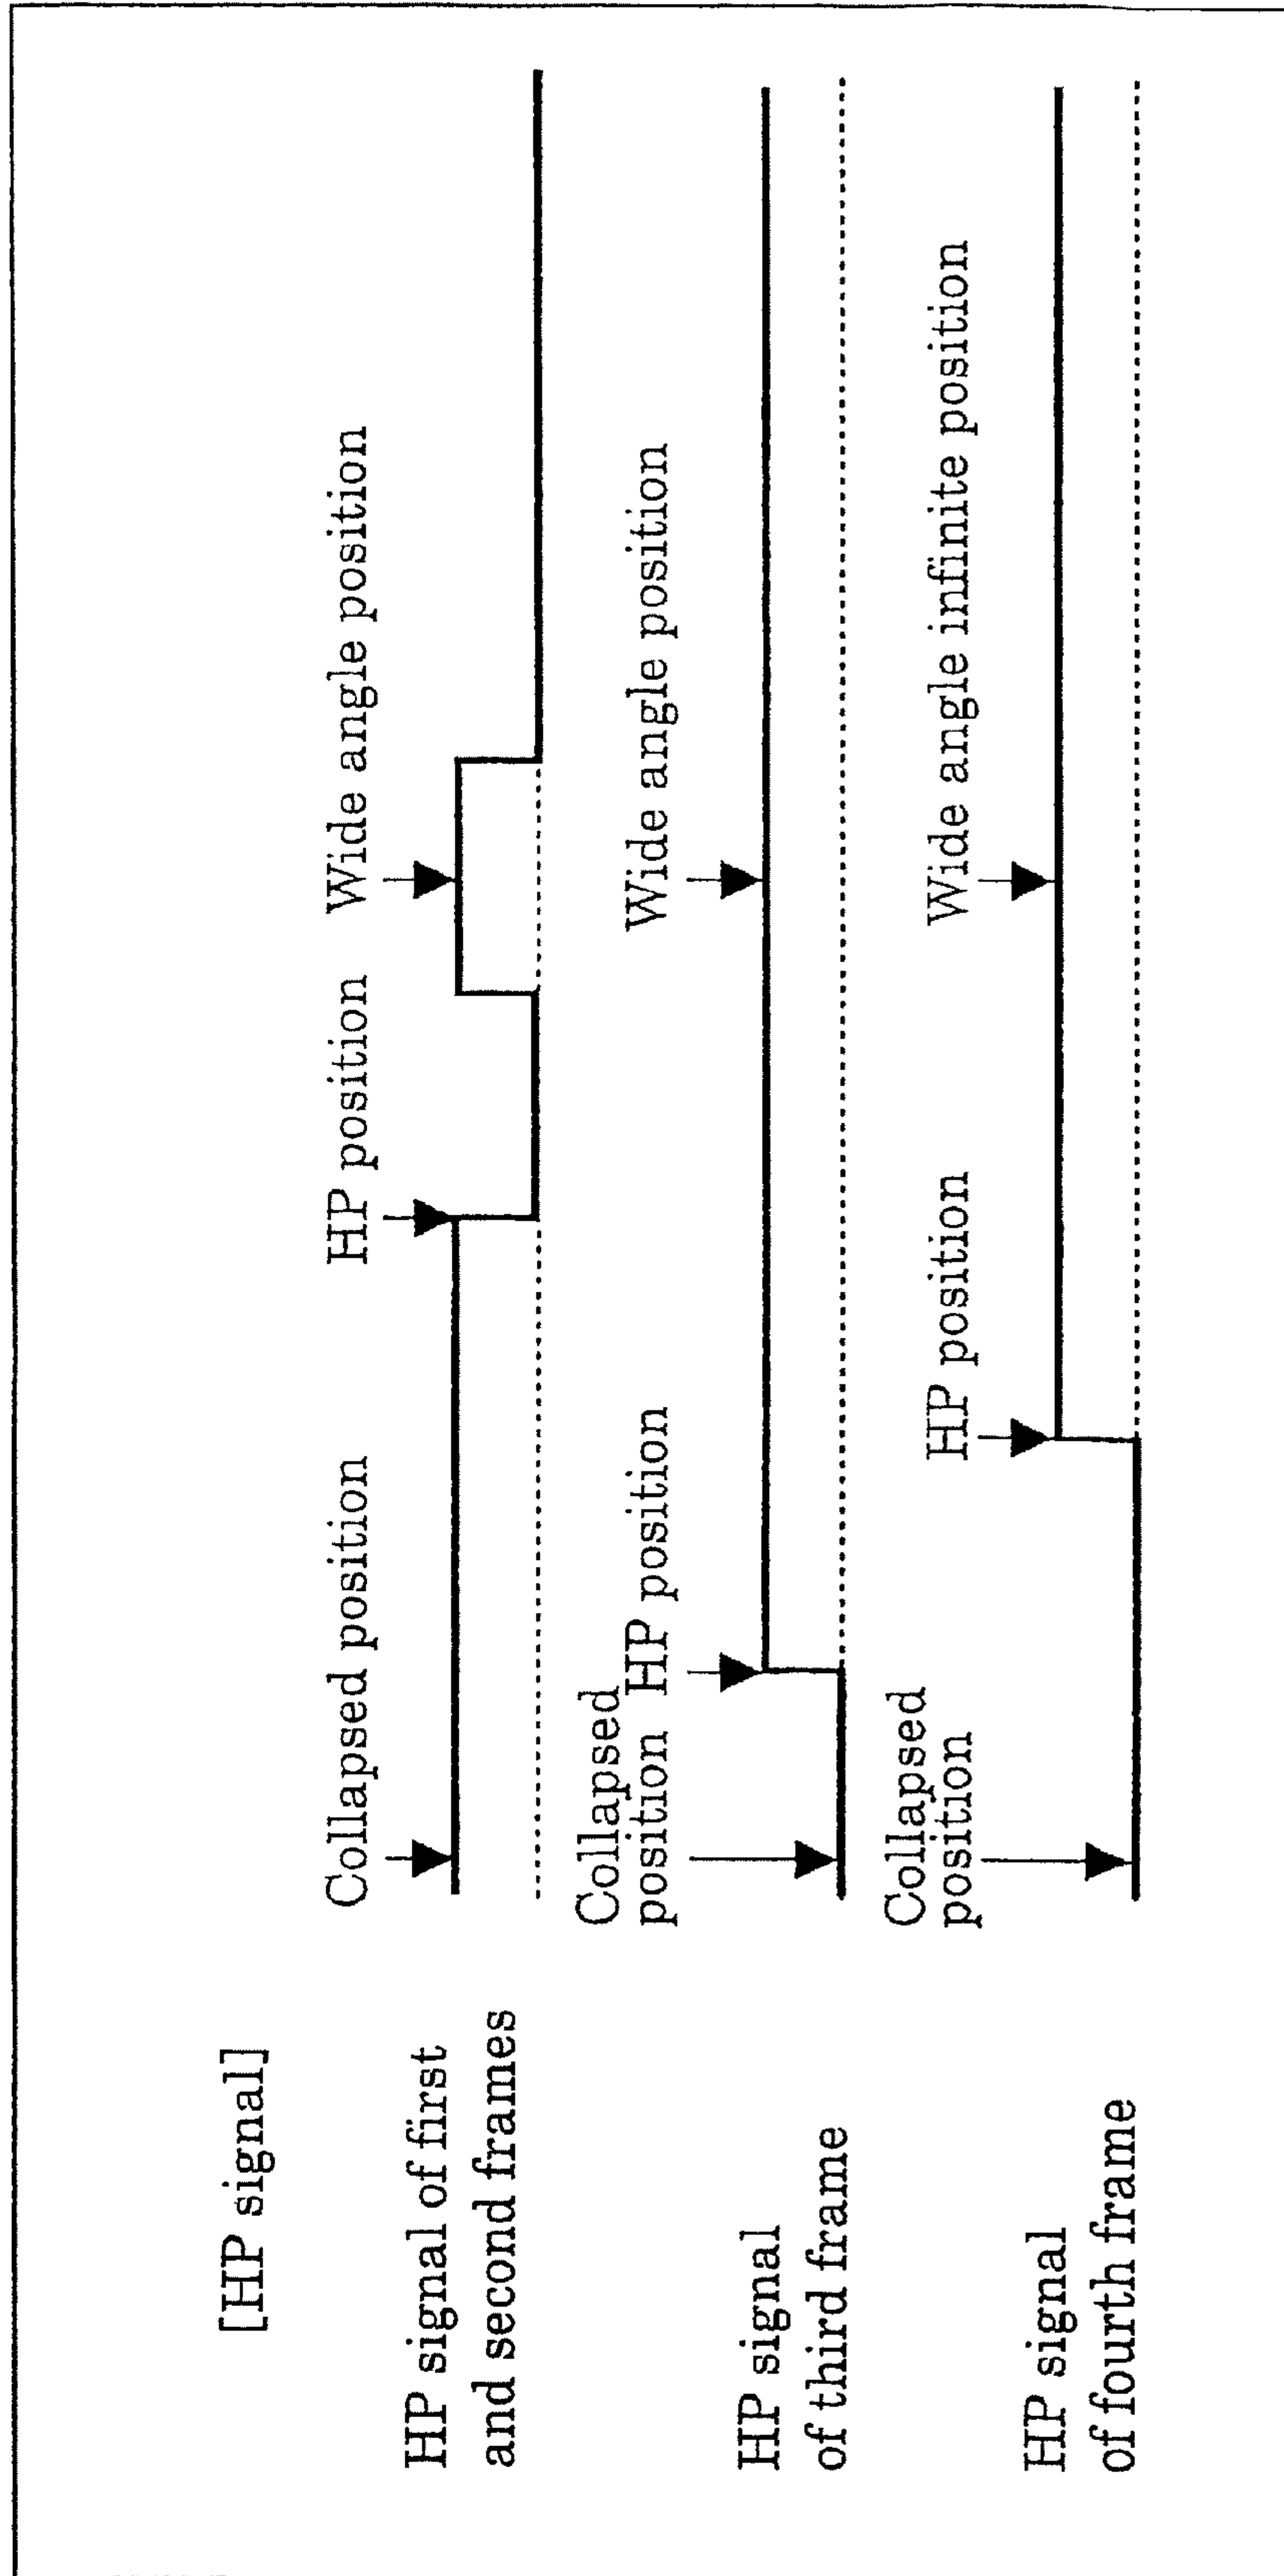 [HP signal]
Collapsed position
HP position
Wide angle position
HP signal of first
and second frames
Collapsed
position
HP position
Wide angle position
HP signal
of third frame
Collapsed
position
HP position
Wide angle infinite position
HP signal
of fourth frame